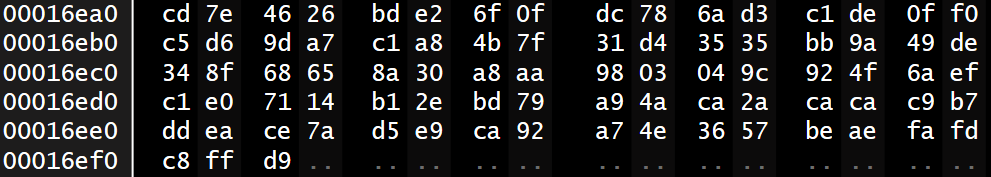 00016ea0 cd 7e 46 26 bd e2 6f 0f dc 78 6a d3 c1 de 0f f0
00016eb0 c5 d6 9d a7 c1 a8 4b 7f 31 d4 35 35 bb 9a 49 de
00016ec0 34 8f 68 65 8a 30 a8 aa 98 03 04 9c 92 4f 6a ef
00016ed0 c1 e0 71 14 b1 2e bd 79 a9 4a ca 2a ca ca c9 b7
00016ee0 dd ea ce 7a d5 e9 ca 92 a7 4e 36 57 be ae fa fd
00016ef0 c8 ff d9 .. .. .. .. .. .. .. .. .. .. .. .. ..